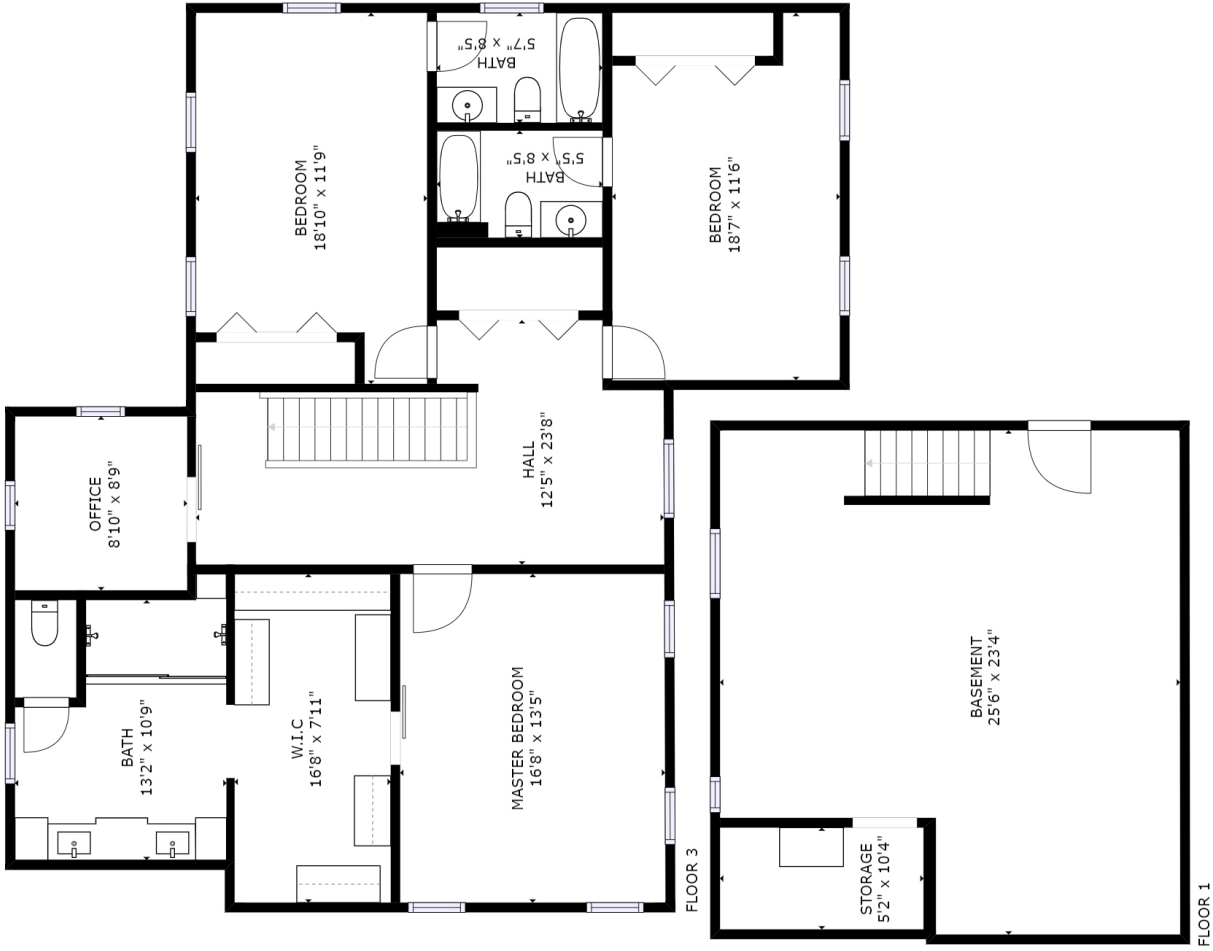 BATH
5'7" x 8'5"
BATH
5'5" x 8'5"
BEDROOM
18'10" x 11'9"
BEDROOM
18'7" x 11'6"
HALL
12'5" x 23'8"
OFFICE
8'10" x 8'9"
BATH
13'2" x 10'9"
W.I.C
16'8" x 7'11"
MASTER BEDROOM
16'8" x 13'5"
FLOOR 3
BASEMENT
25'6" x 23'4"
STORAGE
5'2" x 10'4"
FLOOR 1